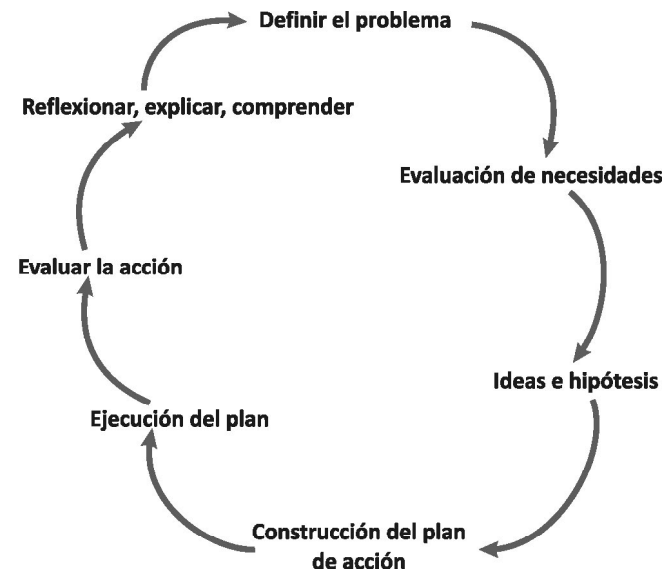 Definir el problema
Evaluación de necesidades
Ideas e hipótesis
Construcción del plan
de acción
Ejecución del plan
Evaluar la acción
Reflexionar, explicar, comprender